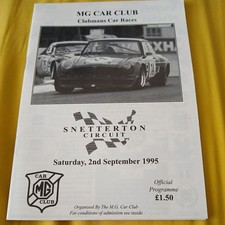 MG CAR CLUB
Clubmans Car Races
SNETTERTON
CIRCUIT
Saturday, 2nd September 1995
CAR
MG
CLUB
Official
Programme
£1.50
Organised By The M.G. Car Club
For conditions of admission see inside